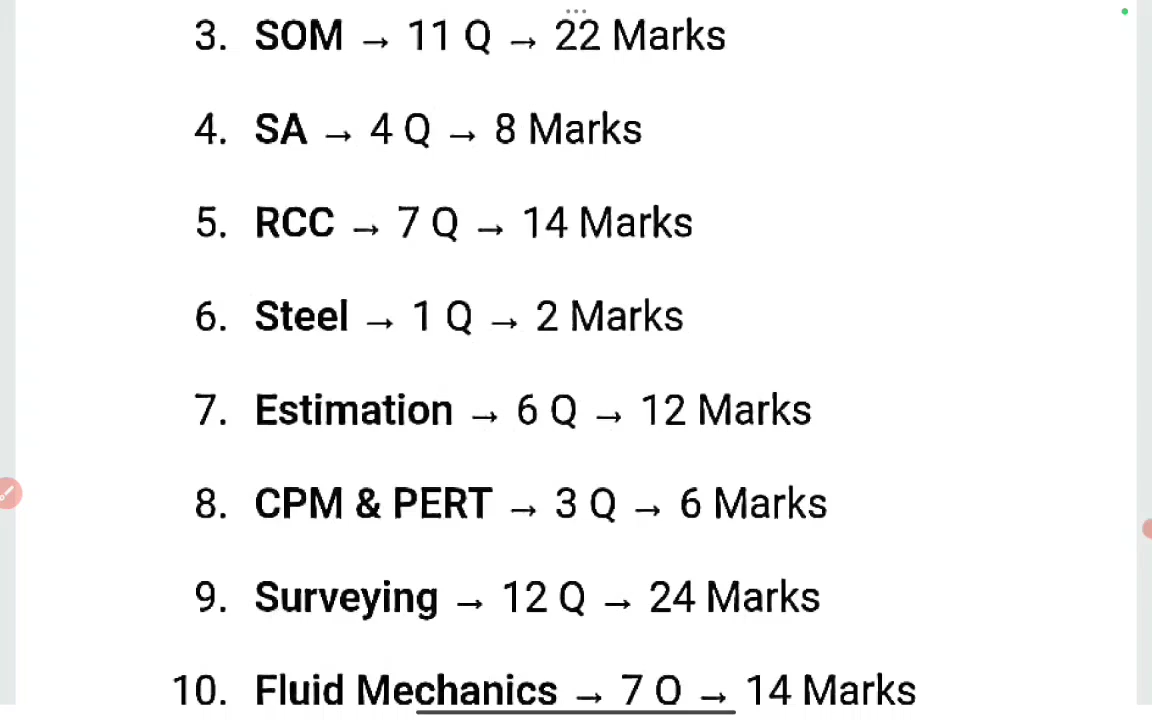 3. SOM → 11 Q → 22 Marks
4. SA → 4 Q → 8 Marks
5. RCC → 7 Q → 14 Marks
6. Steel → 1 Q → 2 Marks
7. Estimation → 6 Q → 12 Marks
8. CPM & PERT → 3 Q → 6 Marks
9. Surveying → 12 Q → 24 Marks
10. Fluid Mechanics → 7 Q → 14 Marks